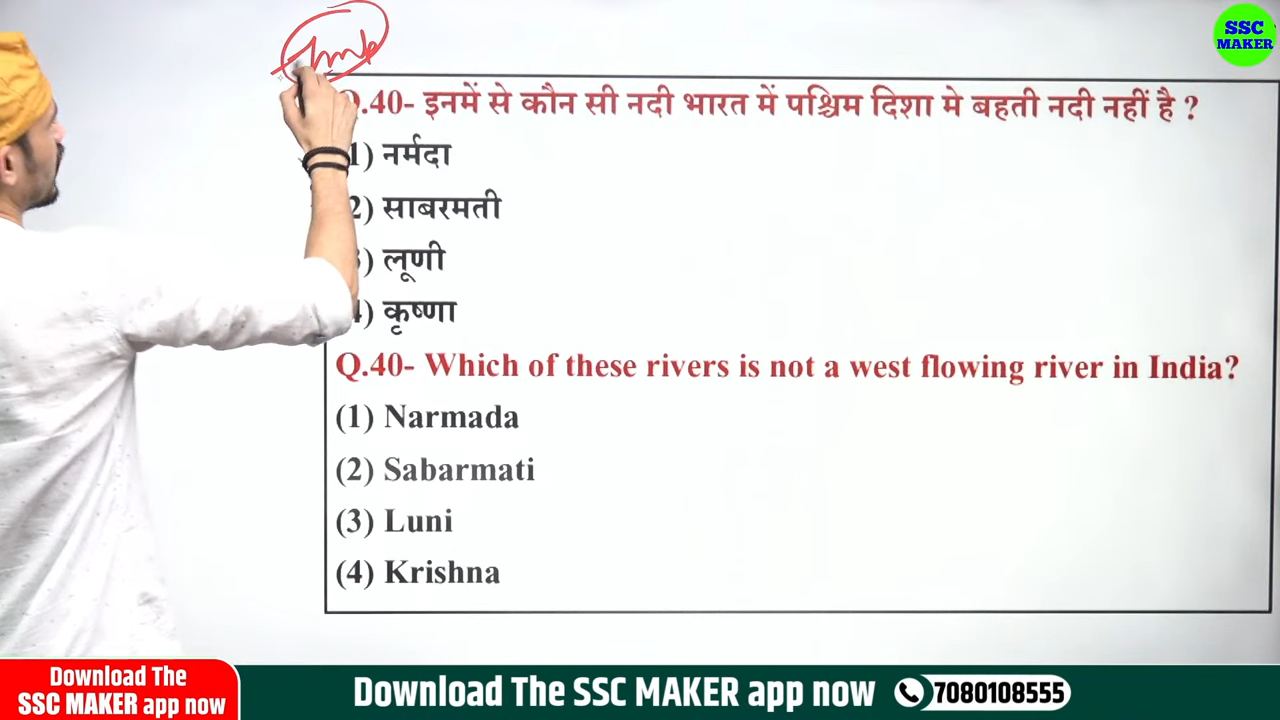 SSC
MAKER
.40- इनमें से कौन सी नदी भारत में पश्चिम दिशा मे बहती नदी नहीं है ?
1) नर्मदा
2) साबरमती
) लूणी
) कृष्णा
Q.40- Which of these rivers is not a west flowing river in India?
(1) Narmada
(2) Sabarmati
(3) Luni
(4) Krishna
Download The
SSC MAKER app now
Download The SSC MAKER app now 7080108555